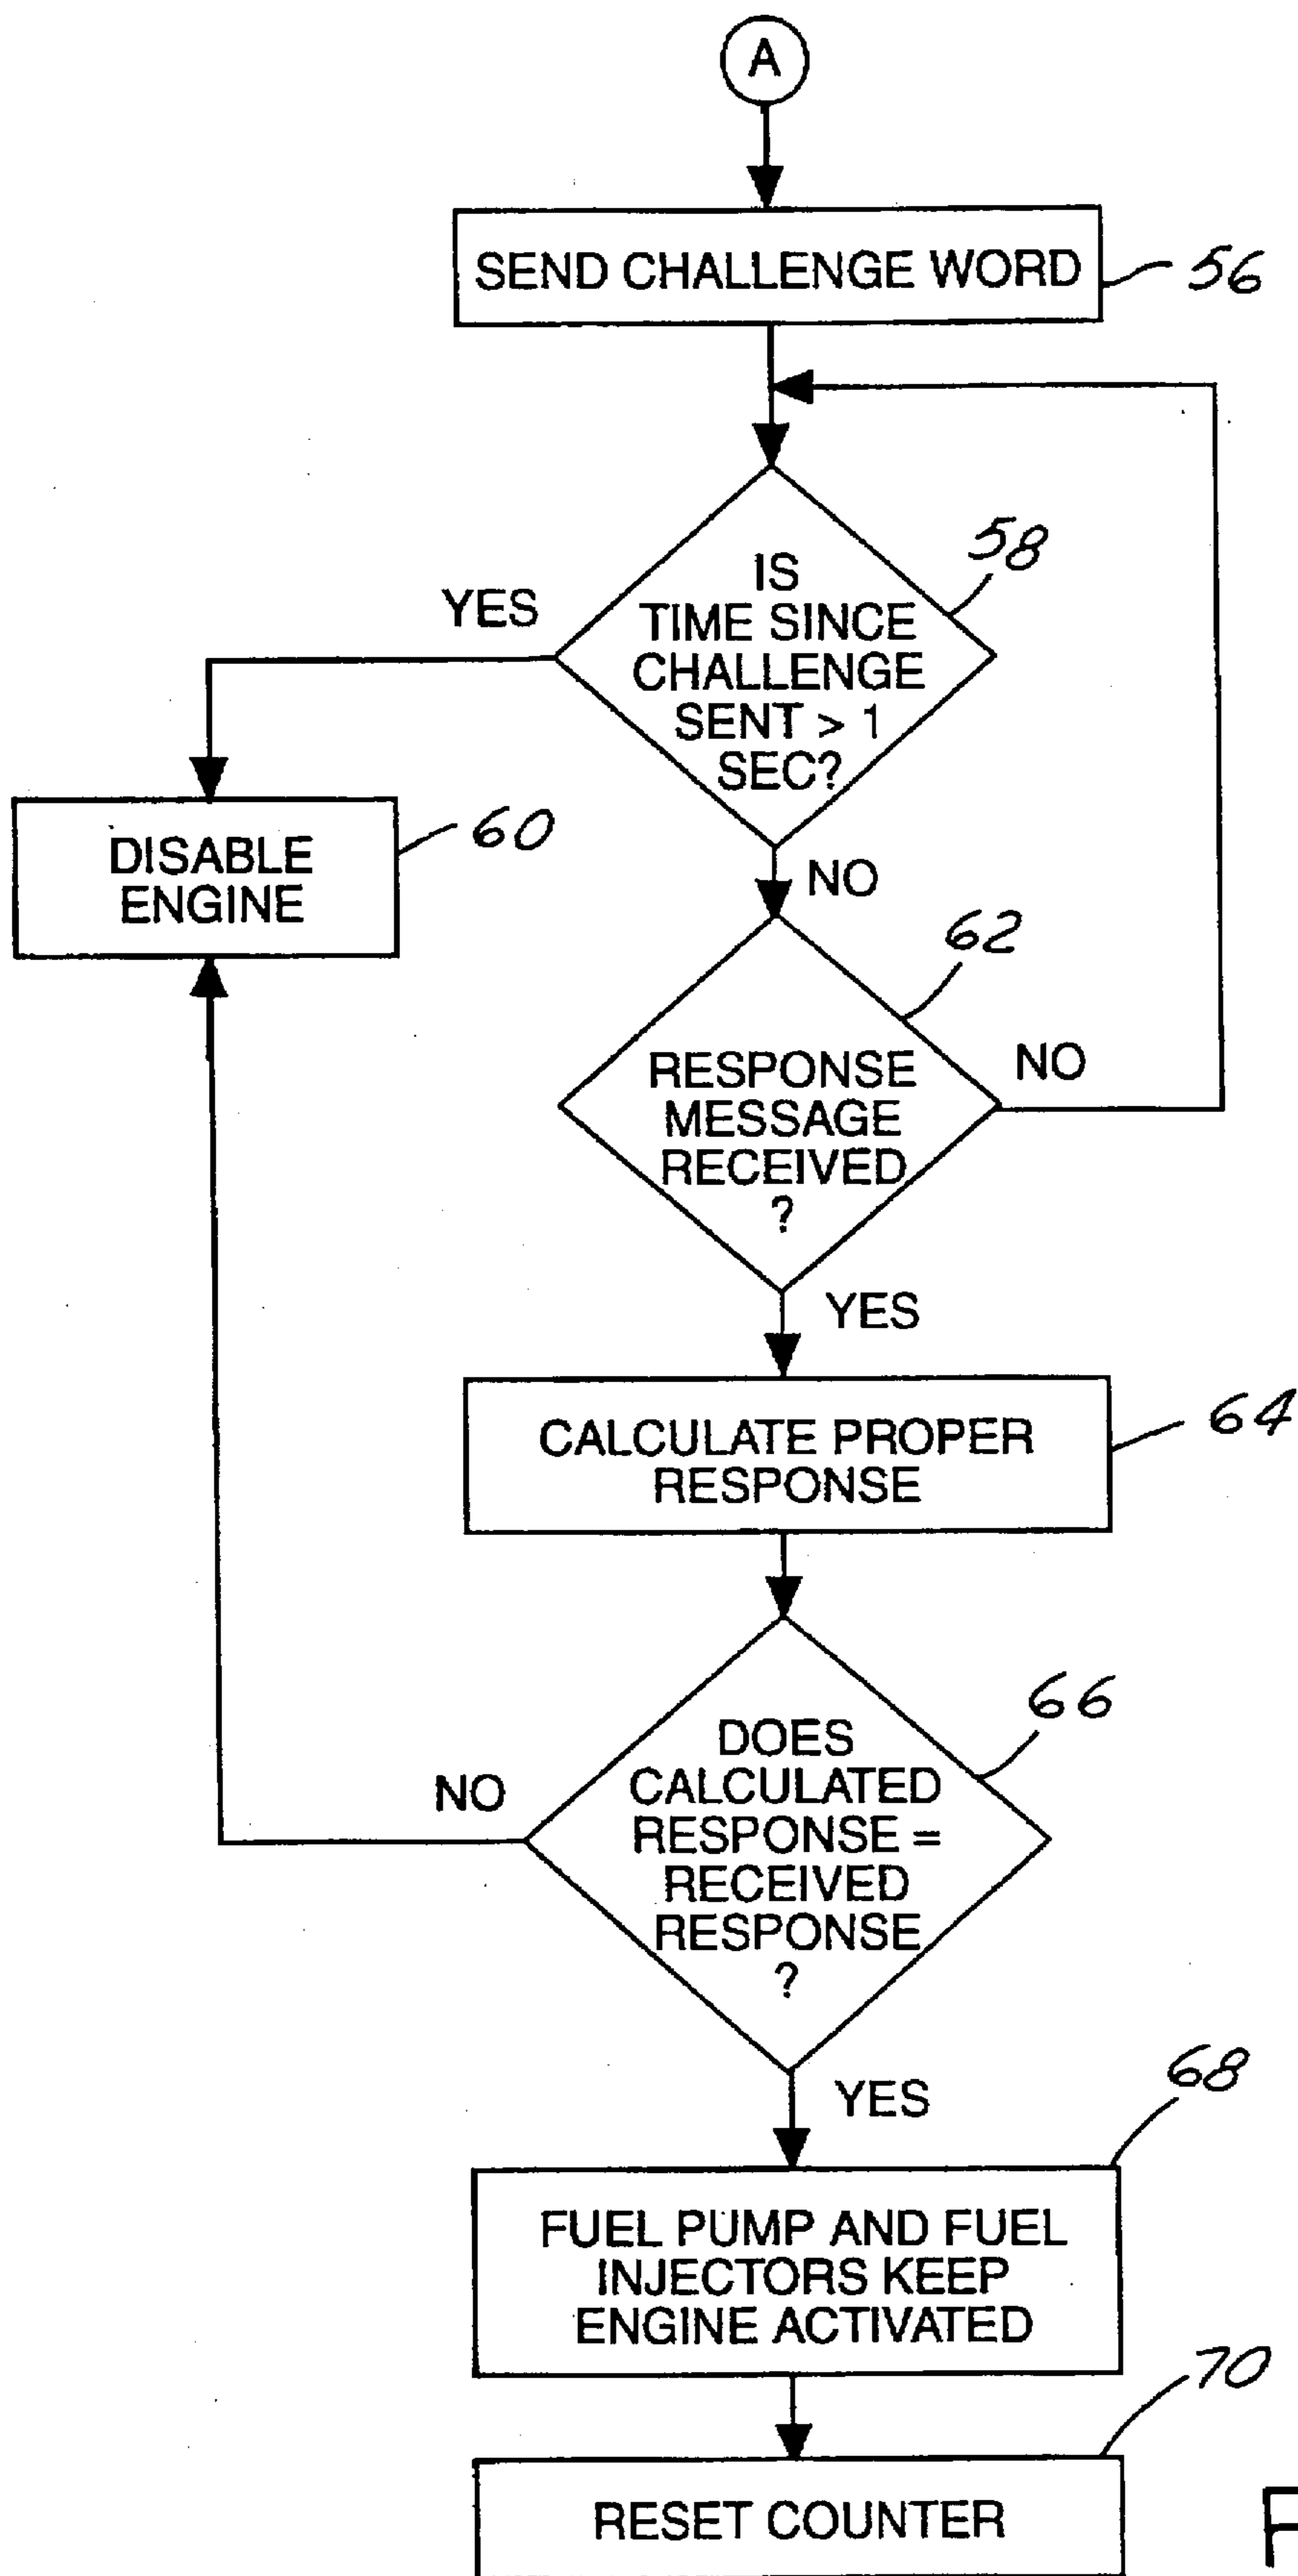 A
SEND CHALLENGE WORD
56
IS
TIME SINCE
CHALLENGE
SENT > 1
SEC?
58
YES
DISABLE
ENGINE
60
NO
62
RESPONSE
MESSAGE
RECEIVED
?
NO
YES
CALCULATE PROPER
RESPONSE
64
66
DOES
CALCULATED
RESPONSE =
RECEIVED
RESPONSE
?
NO
YES
68
FUEL PUMP AND FUEL
INJECTORS KEEP
ENGINE ACTIVATED
70
RESET COUNTER